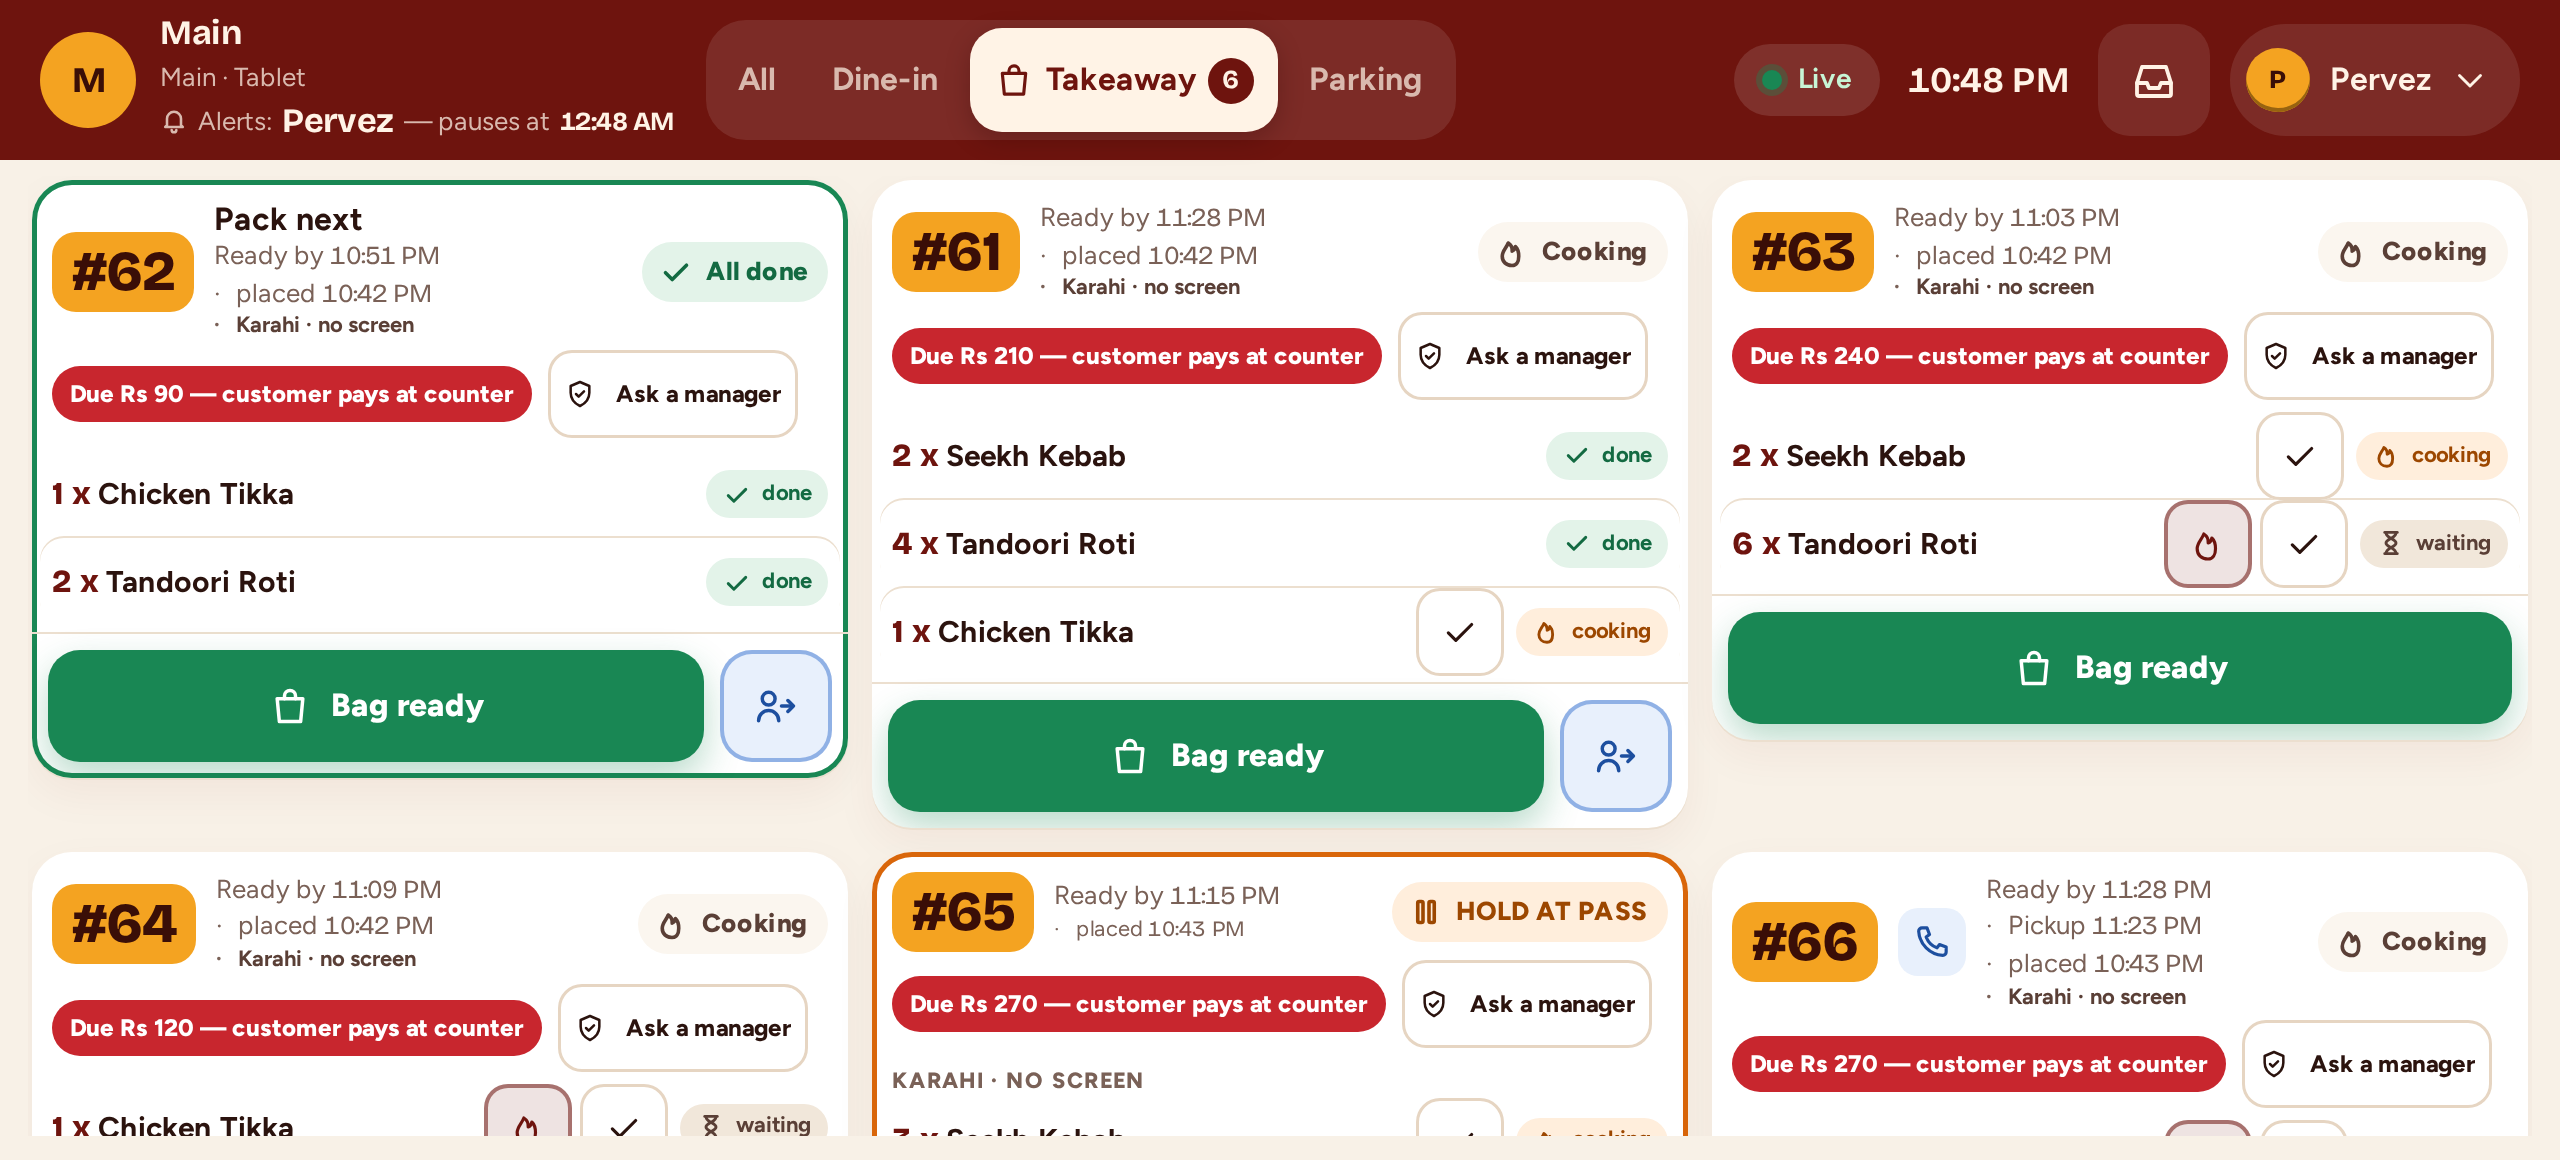 M
Main
Main · Tablet
Alerts: Pervez — pauses at 12:48 AM
All
Dine-in
Takeaway 6
Parking
Live
10:48 PM
P
Pervez
#62
Pack next
Ready by 10:51 PM
· placed 10:42 PM
· Karahi · no screen
All done
Due Rs 90 — customer pays at counter
Ask a manager
1 x Chicken Tikka
done
2 x Tandoori Roti
done
Bag ready
#61
Ready by 11:28 PM
· placed 10:42 PM
· Karahi · no screen
Cooking
Due Rs 210 — customer pays at counter
Ask a manager
2 x Seekh Kebab
done
4 x Tandoori Roti
done
1 x Chicken Tikka
cooking
Bag ready
#63
Ready by 11:03 PM
· placed 10:42 PM
· Karahi · no screen
Cooking
Due Rs 240 — customer pays at counter
Ask a manager
2 x Seekh Kebab
cooking
6 x Tandoori Roti
waiting
Bag ready
#64
Ready by 11:09 PM
· placed 10:42 PM
· Karahi · no screen
Cooking
Due Rs 120 — customer pays at counter
Ask a manager
1 x Chicken Tikka
waiting
#65
Ready by 11:15 PM
· placed 10:43 PM
HOLD AT PASS
Due Rs 270 — customer pays at counter
Ask a manager
KARAHI · NO SCREEN
x Seekh Kebab
cooking
#66
Ready by 11:28 PM
· Pickup 11:23 PM
· placed 10:43 PM
· Karahi · no screen
Cooking
Due Rs 270 — customer pays at counter
Ask a manager